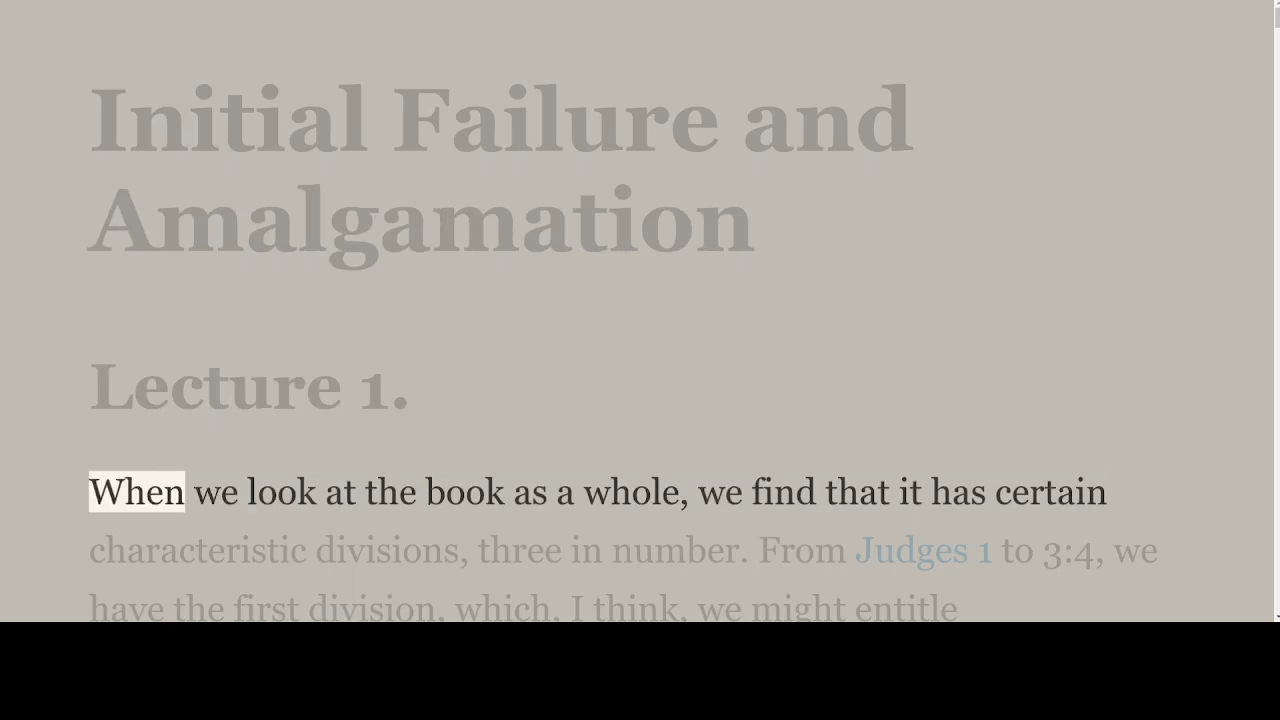 Initial Failure and
Amalgamation
Lecture 1.
When we look at the book as a whole, we find that it has certain
characteristic divisions, three in number. From Judges 1 to 3:4, we
have the first division, which, I think, we might entitle